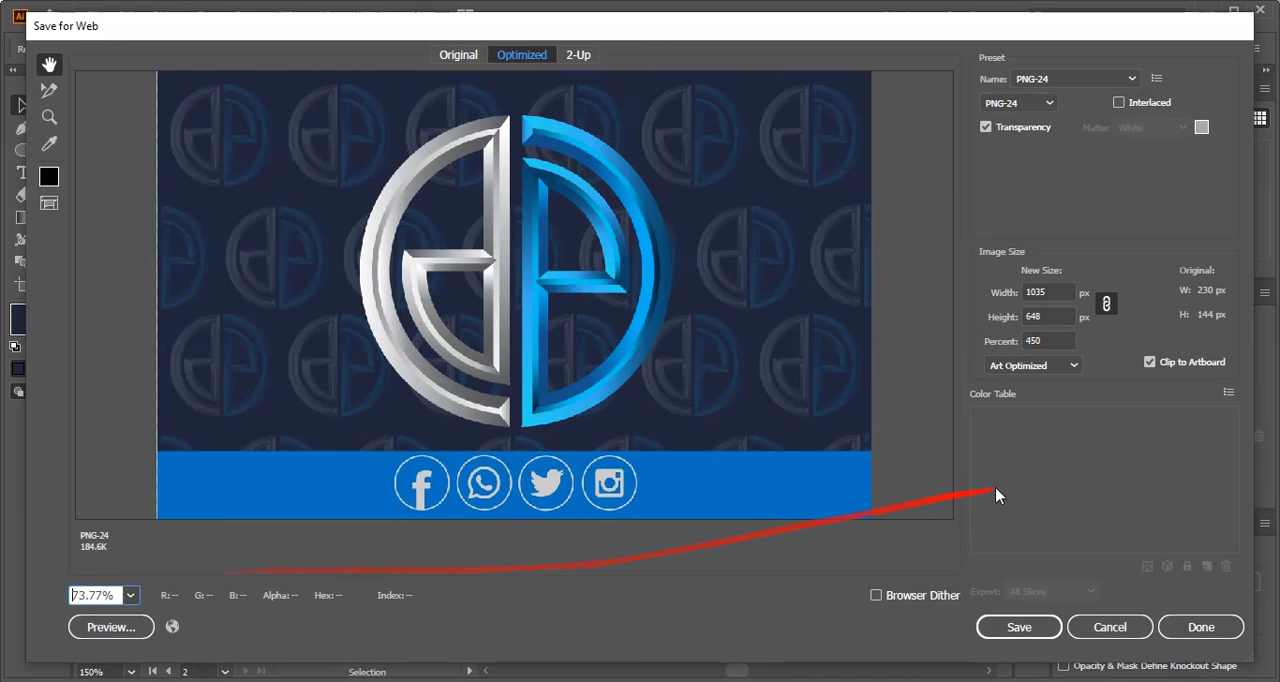 Ai
Save for Web
Original Optimized 2-Up
Preset
Name: PNG-24
PNG-24 Interlaced
Transparency Matte: White
Image Size
New Size: Original:
Width: 1035 px W: 230 px
Height: 648 px H: 144 px
Percent: 450
Art Optimized Clip to Artboard
Color Table
PNG-24
184.6K
73.77% R: -- G: -- B: -- Alpha: -- Hex: -- Index: -- Browser Dither Export: All Slices
Preview... Save Cancel Done
150% 2 Selection Opacity & Mask Define Knockout Shape